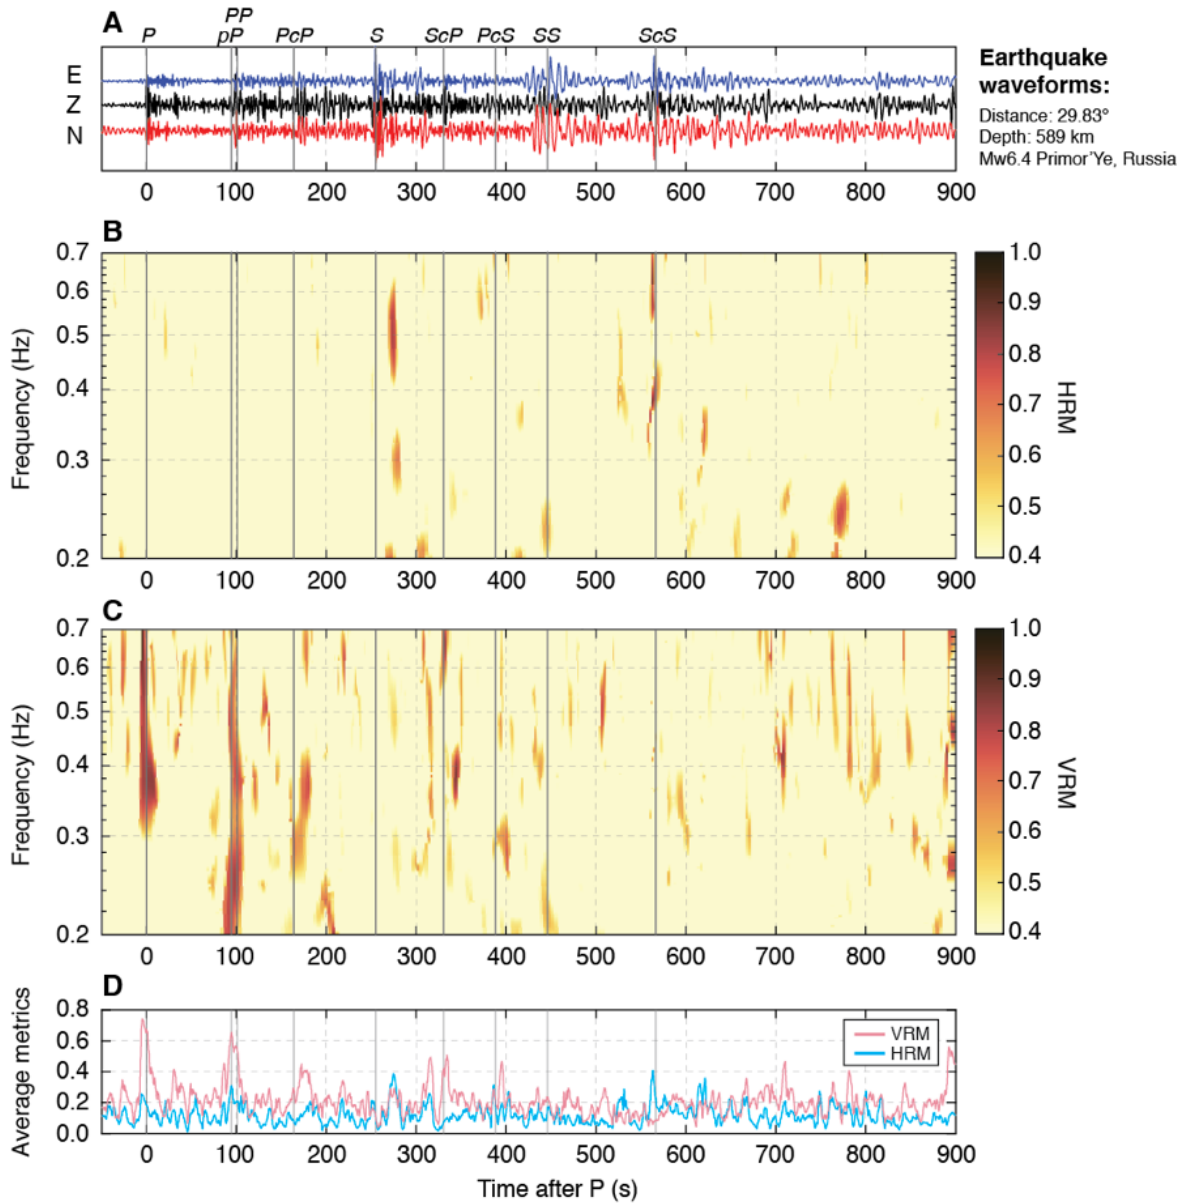 A
PP
P pP PcP S ScP PcS SS ScS
E
Z
N
Earthquake
waveforms:
Distance: 29.83°
Depth: 589 km
Mw6.4 Primor'Ye, Russia
0 100 200 300 400 500 600 700 800 900
B
Frequency (Hz)
0.7
0.6
0.5
0.4
0.3
0.2
0 100 200 300 400 500 600 700 800 900
1.0
0.9
0.8
0.7
0.6
0.5
0.4
HRM
C
Frequency (Hz)
0.7
0.6
0.5
0.4
0.3
0.2
0 100 200 300 400 500 600 700 800 900
1.0
0.9
0.8
0.7
0.6
0.5
0.4
VRM
D
Average metrics
0.8
0.6
0.4
0.2
0.0
VRM
HRM
0 100 200 300 400 500 600 700 800 900
Time after P (s)